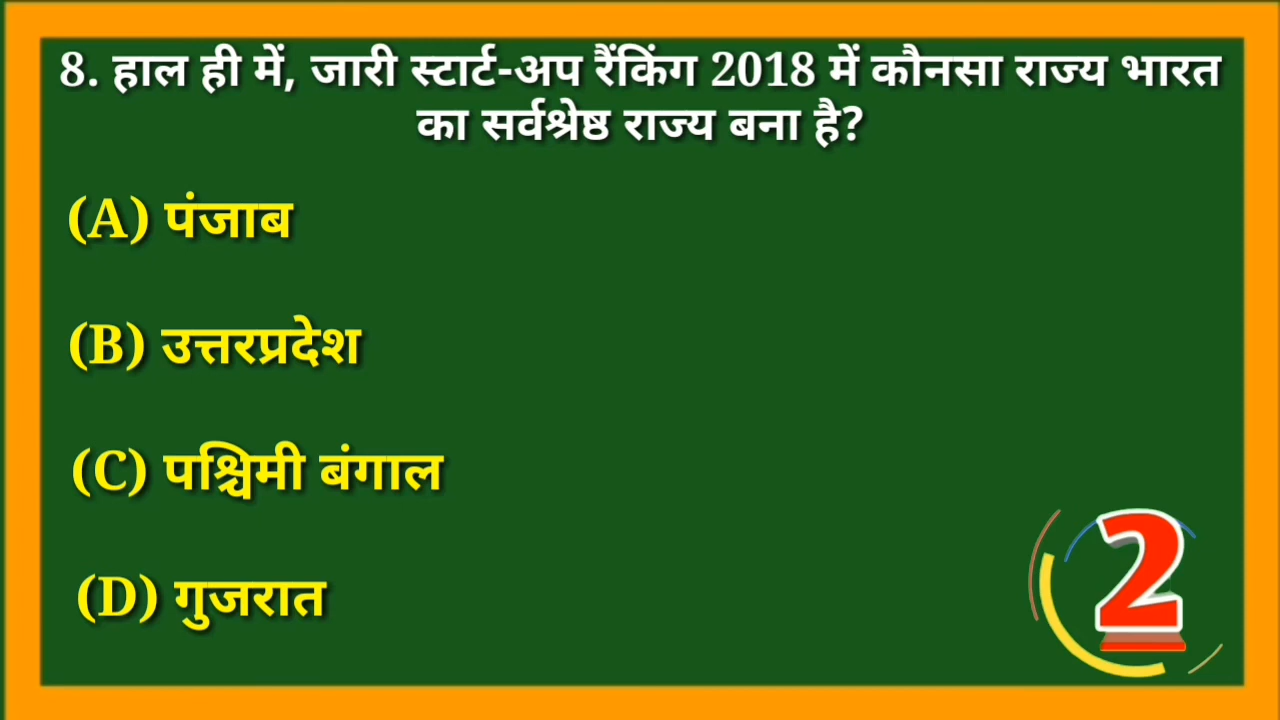 8. हाल ही में, जारी स्टार्ट-अप रैंकिंग 2018 में कौनसा राज्य भारत
का सर्वश्रेष्ठ राज्य बना है?
(A) पंजाब
(B) उत्तरप्रदेश
(C) पश्चिमी बंगाल
(D) गुजरात
2